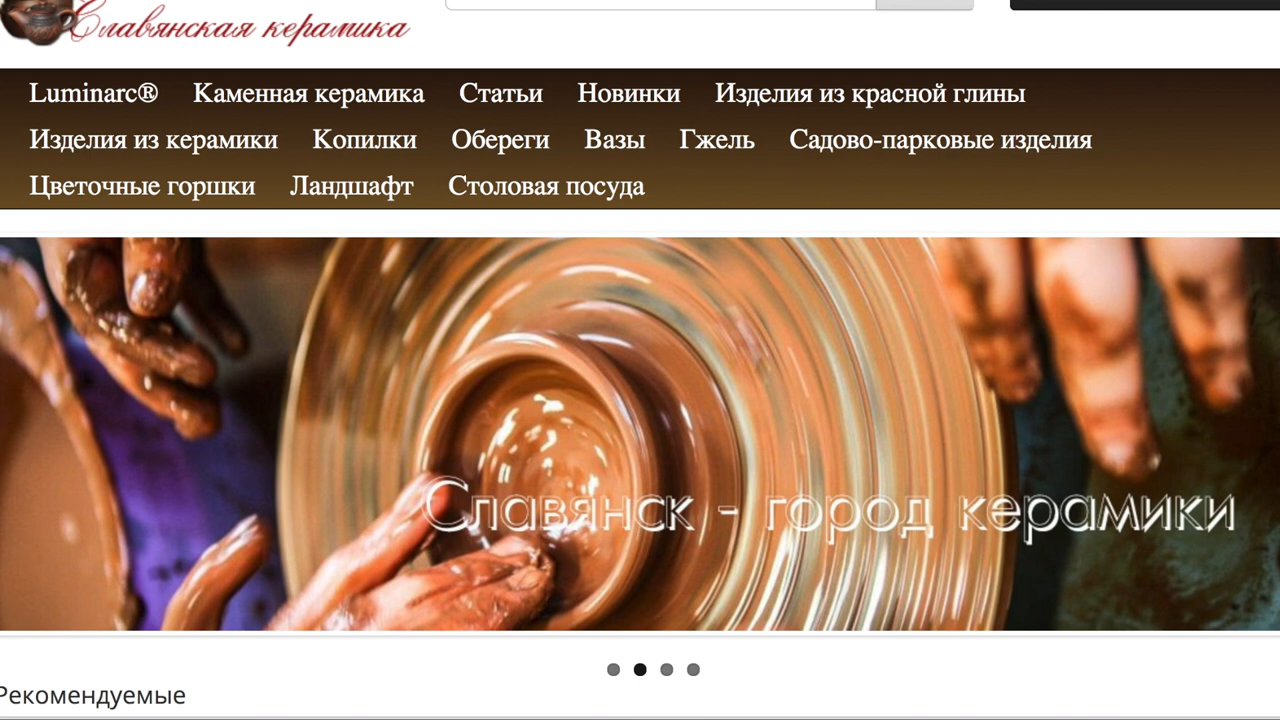 Славянская керамика
Luminarc® Каменная керамика Статьи Новинки Изделия из красной глины
Изделия из керамики Копилки Обереги Вазы Гжель Садово-парковые изделия
Цветочные горшки Ландшафт Столовая посуда
Славянск - город керамики
Рекомендуемые